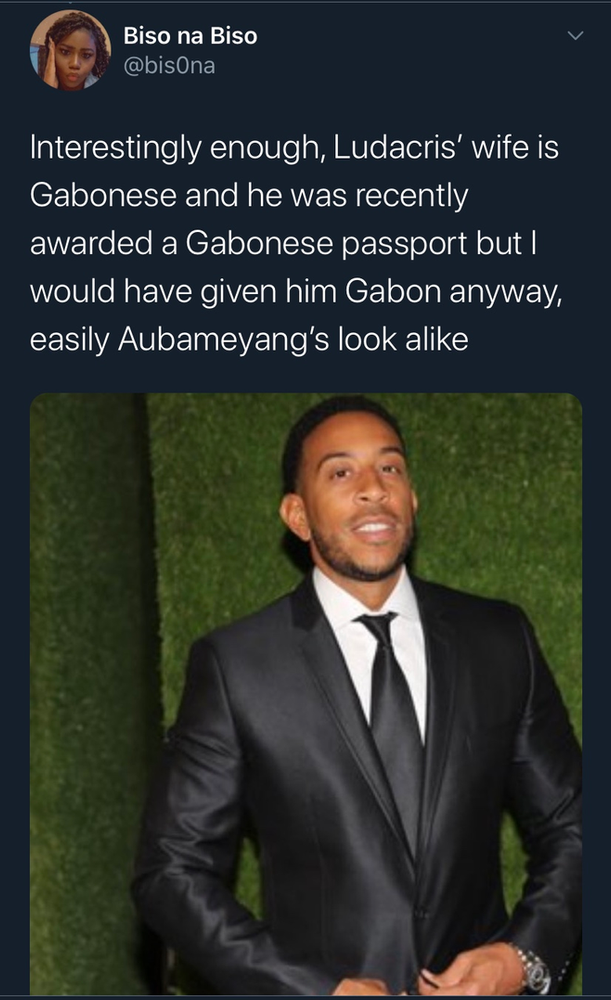 Biso na Biso
@bis0na
Interestingly enough, Ludacris’ wife is
Gabonese and he was recently
awarded a Gabonese passport but I
would have given him Gabon anyway,
easily Aubameyang’s look alike